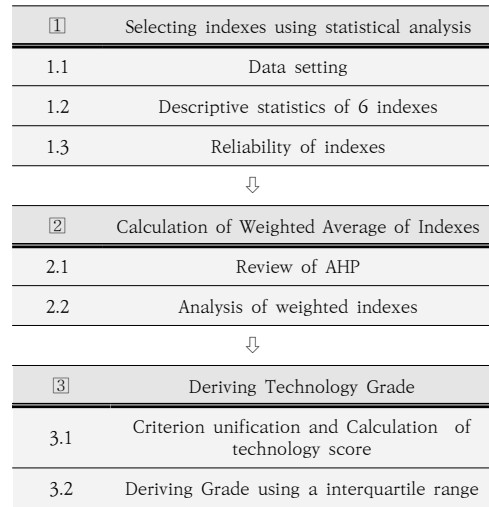 1 Selecting indexes using statistical analysis
1.1 Data setting
1.2 Descriptive statistics of 6 indexes
1.3 Reliability of indexes
⇩
2 Calculation of Weighted Average of Indexes
2.1 Review of AHP
2.2 Analysis of weighted indexes
⇩
3 Deriving Technology Grade
3.1 Criterion unification and Calculation of
technology score
3.2 Deriving Grade using a interquartile range